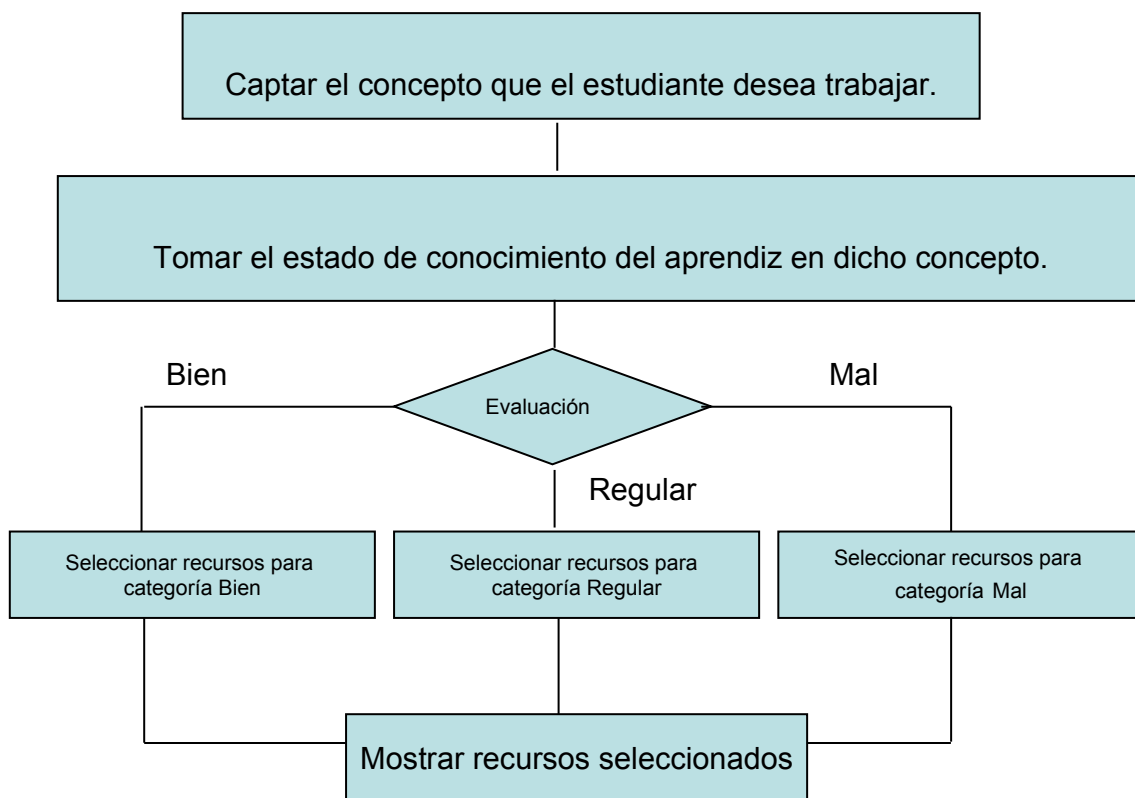 Captar el concepto que el estudiante desea trabajar.
Tomar el estado de conocimiento del aprendiz en dicho concepto.
Bien
Mal
Evaluación
Regular
Seleccionar recursos para
categoría Bien
Seleccionar recursos para
categoría Regular
Seleccionar recursos para
categoría Mal
Mostrar recursos seleccionados